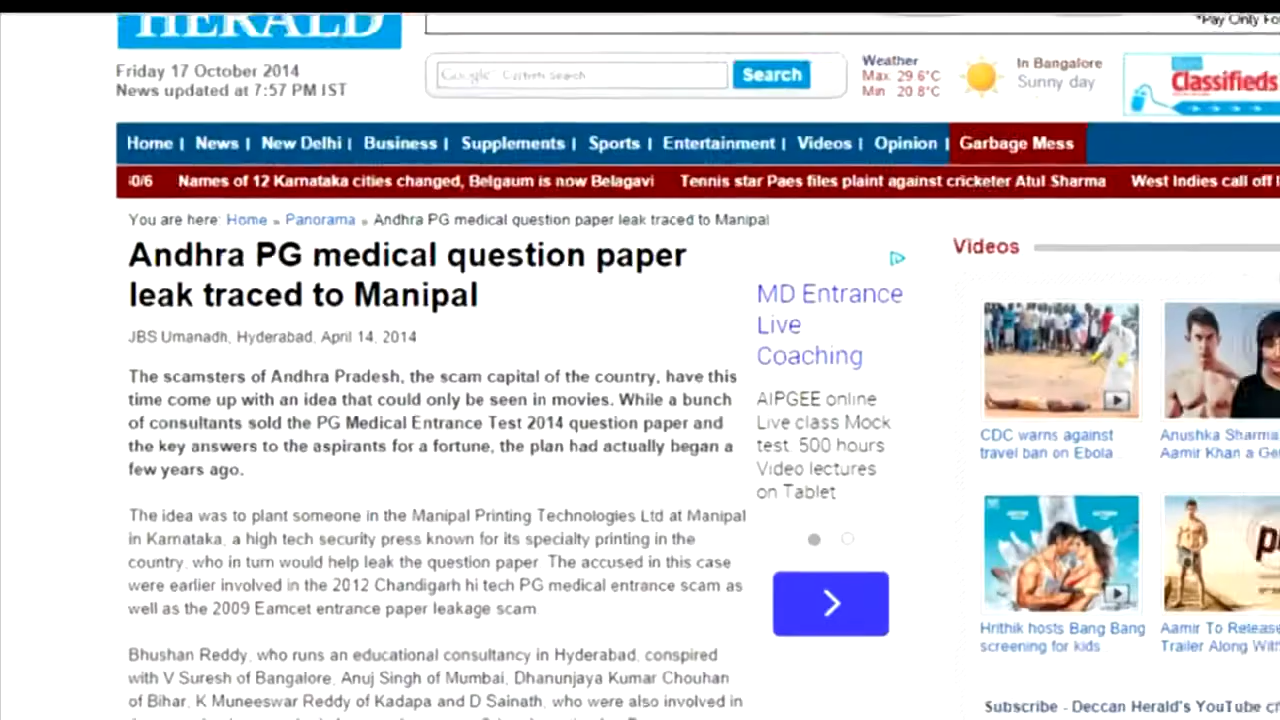 HERALD
*Pay Only
Friday 17 October 2014
News updated at 7:57 PM IST
Google Custom Search
Search
Weather
Max 29.6°C
Min 20.8°C
In Bangalore
Sunny day
Classifieds
Home | News | New Delhi | Business | Supplements | Sports | Entertainment | Videos | Opinion | Garbage Mess
0/6 Names of 12 Karnataka cities changed, Belgaum is now Belagavi Tennis star Paes files plaint against cricketer Atul Sharma West Indies call off
You are here: Home » Panorama » Andhra PG medical question paper leak traced to Manipal
Andhra PG medical question paper
leak traced to Manipal
JBS Umanadh, Hyderabad, April 14, 2014
The scamsters of Andhra Pradesh, the scam capital of the country, have this
time come up with an idea that could only be seen in movies. While a bunch
of consultants sold the PG Medical Entrance Test 2014 question paper and
the key answers to the aspirants for a fortune, the plan had actually began a
few years ago.
The idea was to plant someone in the Manipal Printing Technologies Ltd at Manipal
in Karnataka, a high tech security press known for its specialty printing in the
country, who in turn would help leak the question paper. The accused in this case
were earlier involved in the 2012 Chandigarh hi tech PG medical entrance scam as
well as the 2009 Eamcet entrance paper leakage scam
Bhushan Reddy, who runs an educational consultancy in Hyderabad, conspired
with V Suresh of Bangalore, Anuj Singh of Mumbai, Dhanunjaya Kumar Chouhan
of Bihar, K Muneeswar Reddy of Kadapa and D Sainath, who were also involved in
MD Entrance
Live
Coaching
AIPGEE online
Live class Mock
test. 500 hours
Video lectures
on Tablet
Videos
CDC warns against
travel ban on Ebola
Anushka Sharma
Aamir Khan a
Hrithik hosts Bang Bang
screening for kids
Aamir To Release
Trailer Along
Subscribe - Deccan Herald's YouTube